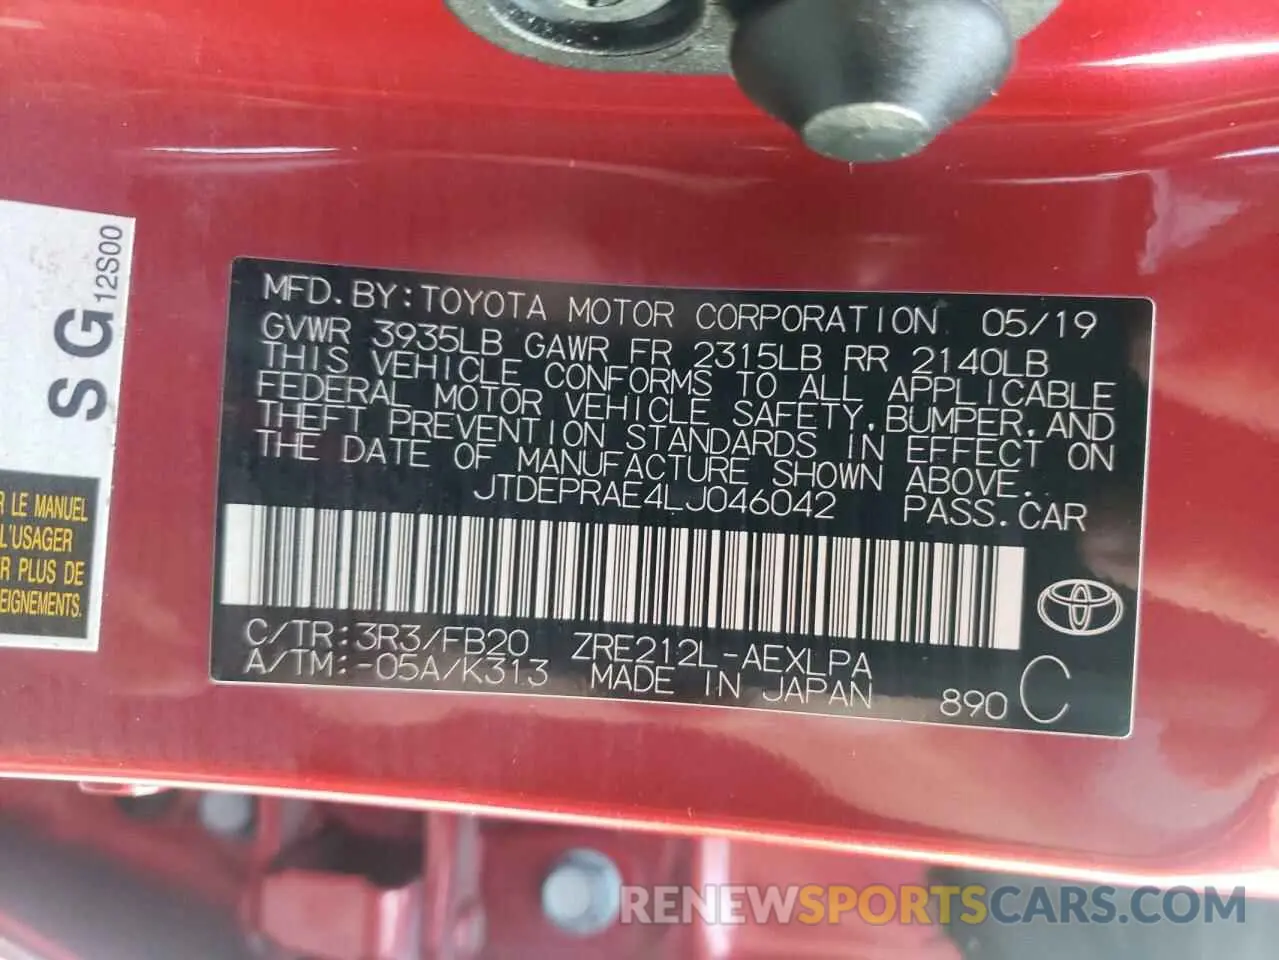 MFD.BY:TOYOTA MOTOR CORPORATION 05/19
GVWR 3935LB GAWR FR 2315LB RR 2140LB
THIS VEHICLE CONFORMS TO ALL APPLICABLE
FEDERAL MOTOR VEHICLE SAFETY,BUMPER,AND
THEFT PREVENTION STANDARDS IN EFFECT ON
THE DATE OF MANUFACTURE SHOWN ABOVE.
JTDEPRAE4LJ046042 PASS.CAR
C/TR:3R3/FB20 ZRE212L-AEXLPA
A/TM:-05A/K313 MADE IN JAPAN 890 C
SG12S00
LE MANUEL
L'USAGER
PLUS DE
RENEWSPORTSCARS.COM